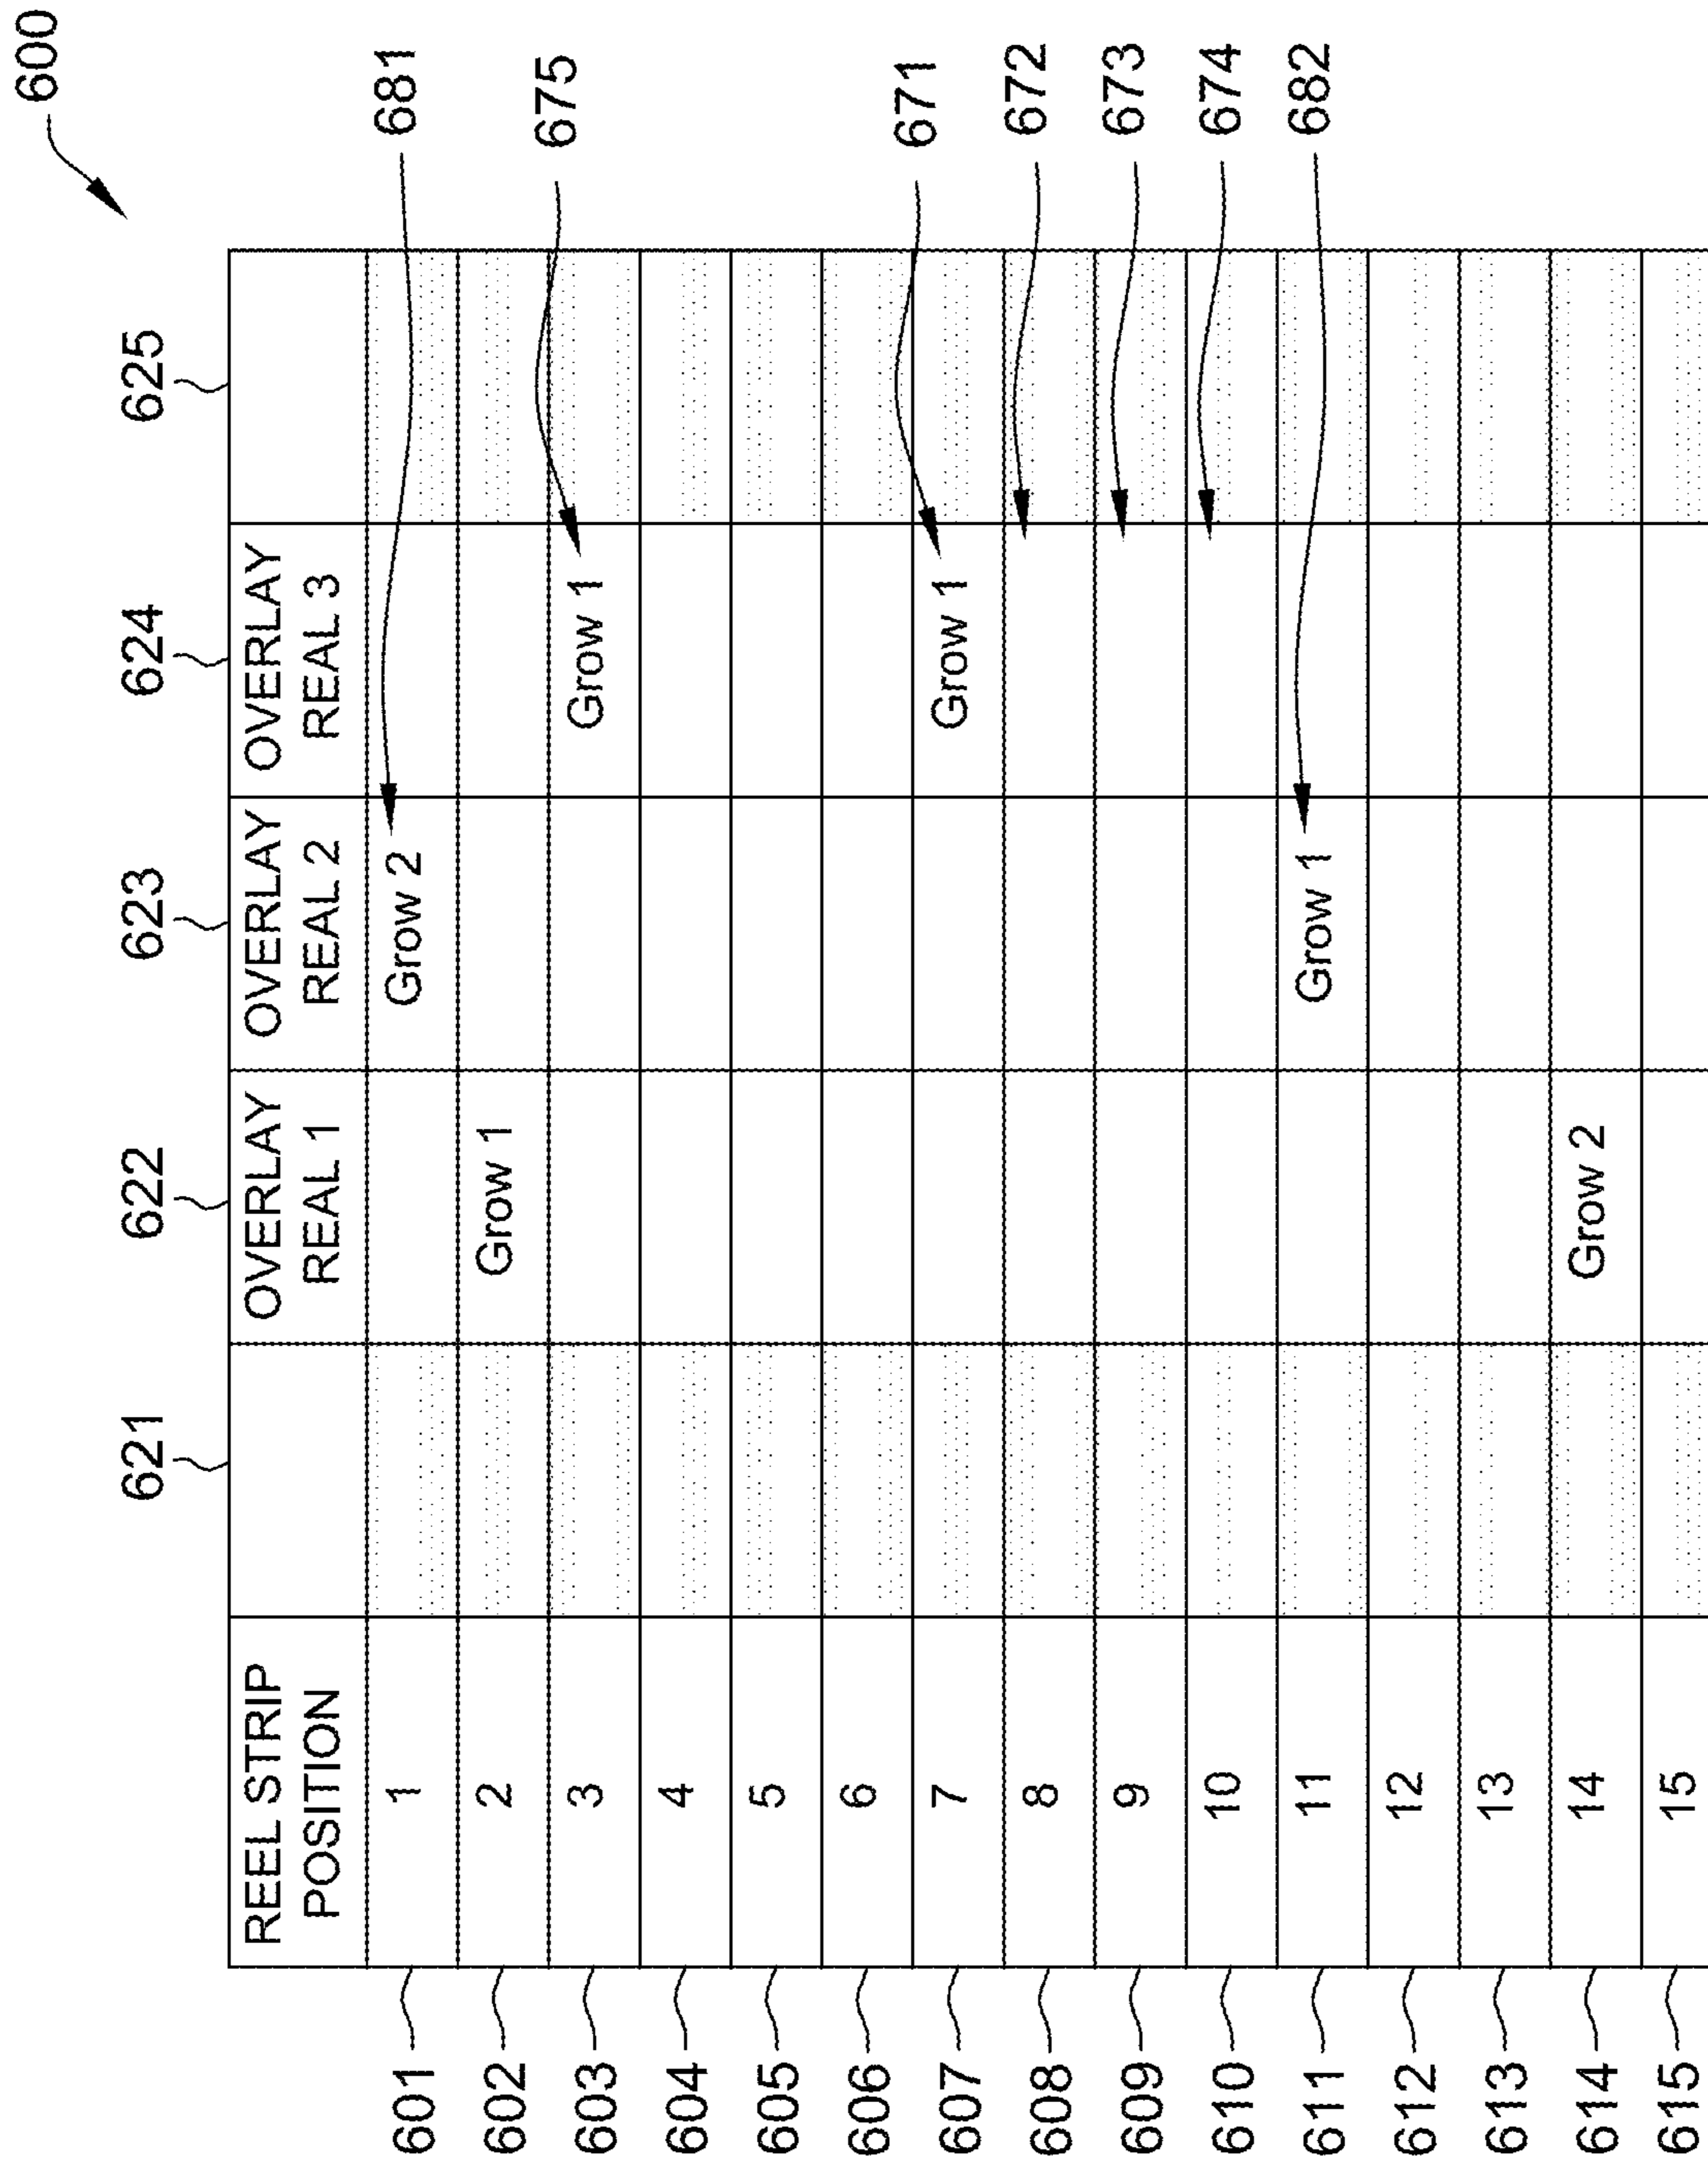 600
621 622 623 624 625
REEL STRIP OVERLAY OVERLAY OVERLAY
POSITION REAL 1 REAL 2 REAL 3
601 1 Grow 2 681
602 2 Grow 1
603 3 Grow 1 675
604 4
605 5
606 6
607 7 Grow 1 671
608 8 672
609 9 673
610 10 674
611 11 Grow 1 682
612 12
613 13
614 14 Grow 2
615 15